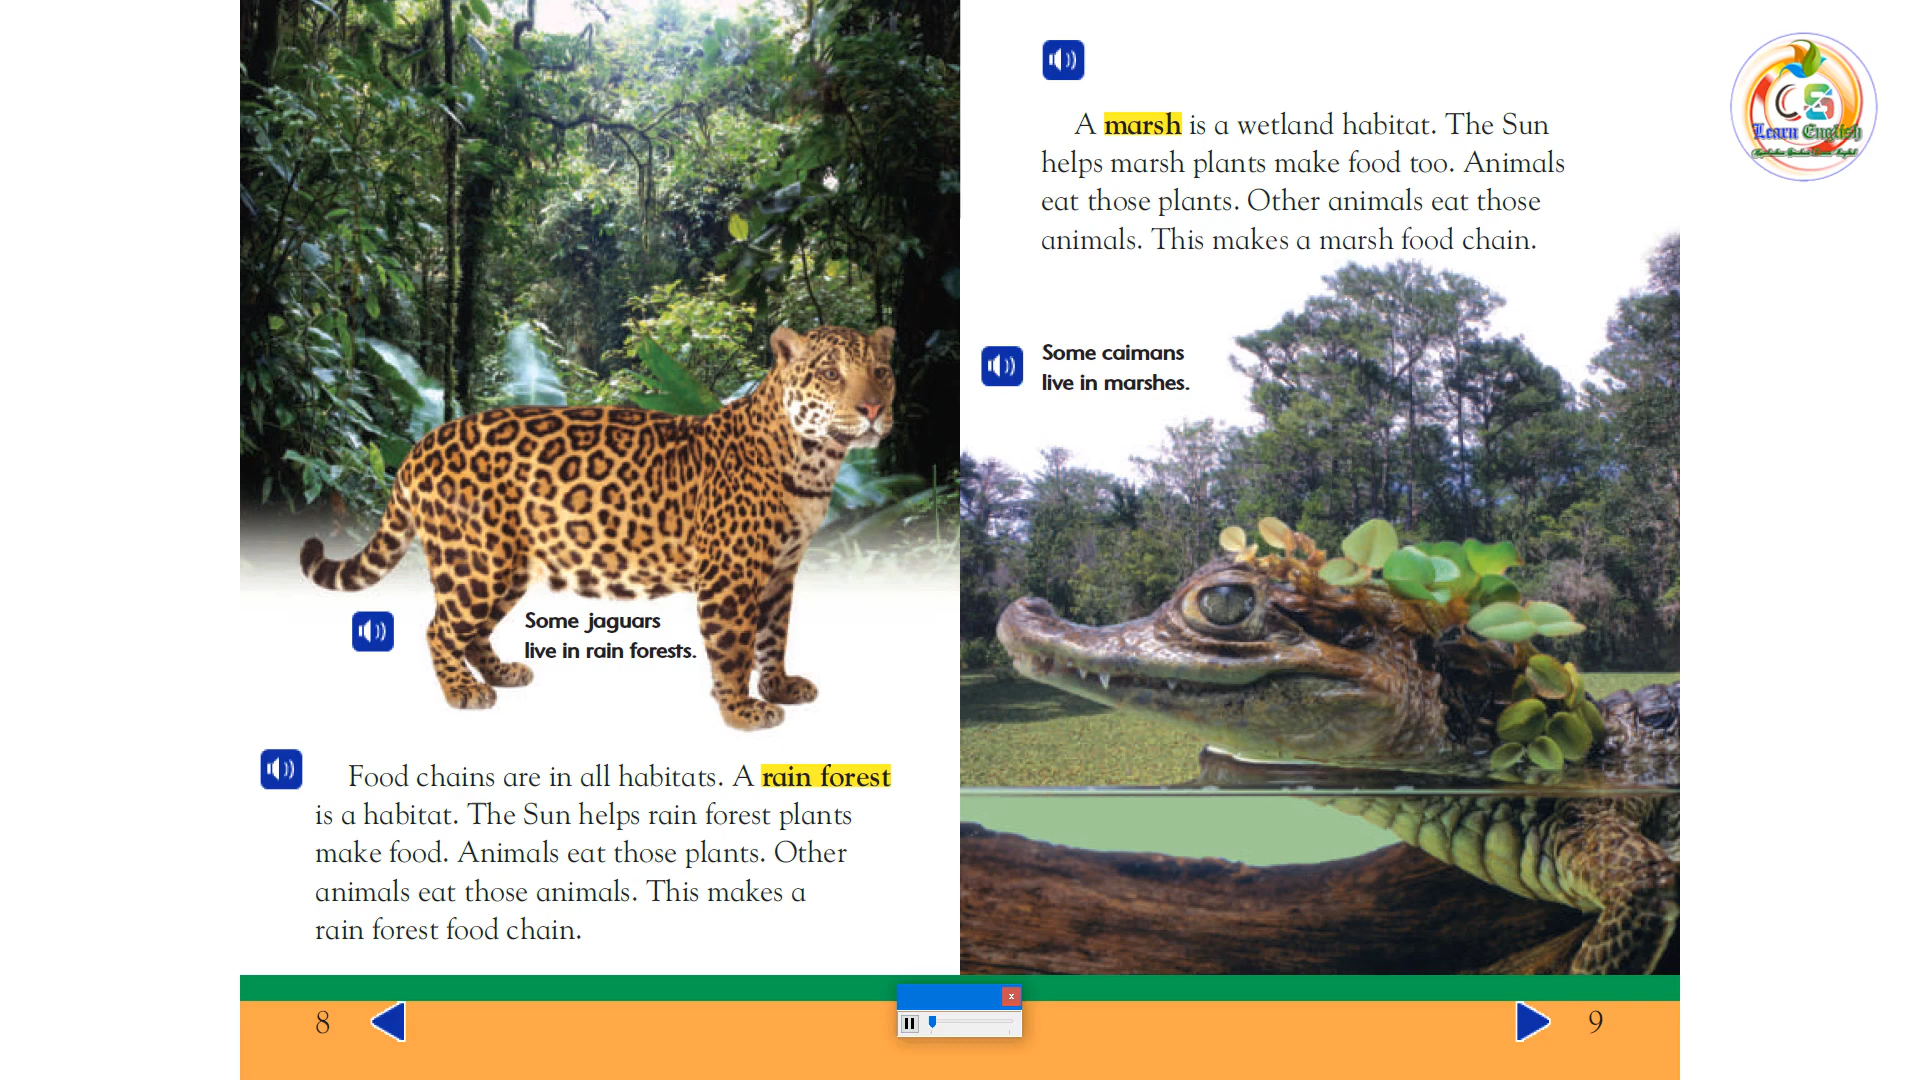 Some jaguars
live in rain forests.
Food chains are in all habitats. A rain forest
is a habitat. The Sun helps rain forest plants
make food. Animals eat those plants. Other
animals eat those animals. This makes a
rain forest food chain.
8
A marsh is a wetland habitat. The Sun
helps marsh plants make food too. Animals
eat those plants. Other animals eat those
animals. This makes a marsh food chain.
Some caimans
live in marshes.
9
Learn English